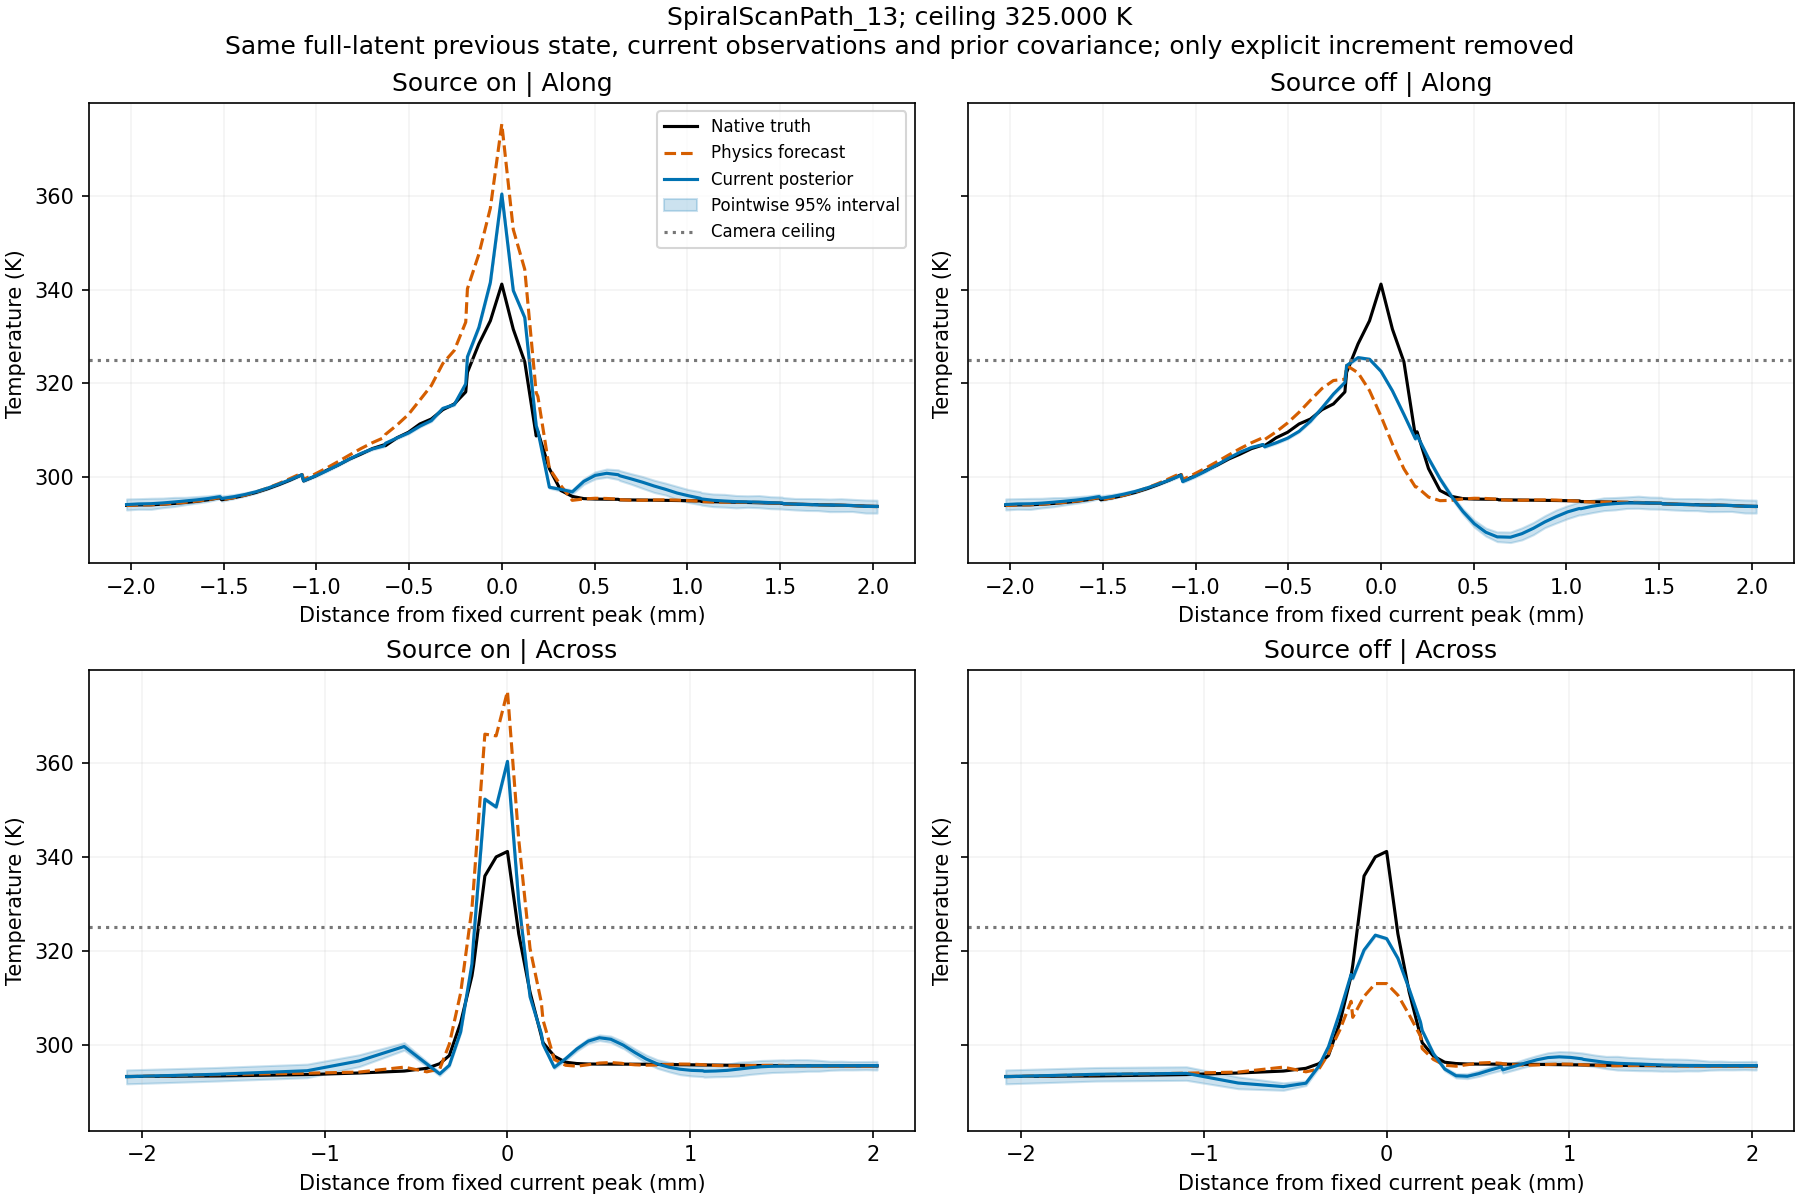 SpiralScanPath_13; ceiling 325.000 K
Same full-latent previous state, current observations and prior covariance; only explicit increment removed
Source on | Along
Native truth
Physics forecast
Current posterior
Pointwise 95% interval
Camera ceiling
Temperature (K)
360
340
320
300
−2.0 −1.5 −1.0 −0.5 0.0 0.5 1.0 1.5 2.0
Distance from fixed current peak (mm)
Source off | Along
Temperature (K)
−2.0 −1.5 −1.0 −0.5 0.0 0.5 1.0 1.5 2.0
Distance from fixed current peak (mm)
Source on | Across
Temperature (K)
360
340
320
300
−2 −1 0 1 2
Distance from fixed current peak (mm)
Source off | Across
Temperature (K)
−2 −1 0 1 2
Distance from fixed current peak (mm)